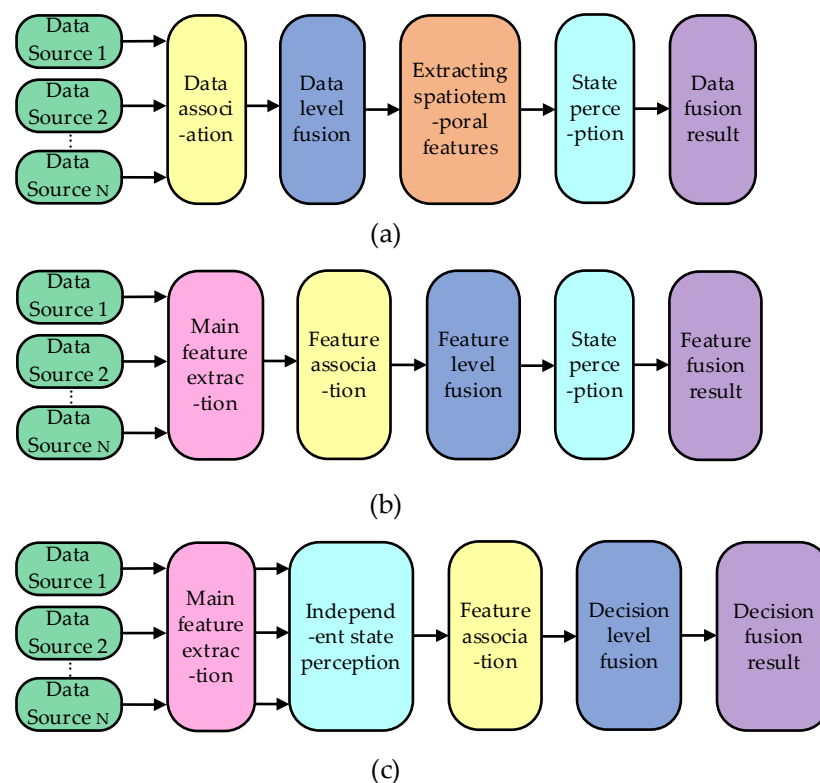 Data
Source 1
Data
Source 2
Data
Source N
Data
associ
-ation
Data
level
fusion
Extracting
spatiotem
-poral
features
State
perce
-ption
Data
fusion
result
(a)
Data
Source 1
Data
Source 2
Data
Source N
Main
feature
extrac
-tion
Feature
associa
-tion
Feature
level
fusion
State
perce
-ption
Feature
fusion
result
(b)
Data
Source 1
Data
Source 2
Data
Source N
Main
feature
extrac
-tion
Independ
-ent state
perception
Feature
associa
-tion
Decision
level
fusion
Decision
fusion
result
(c)